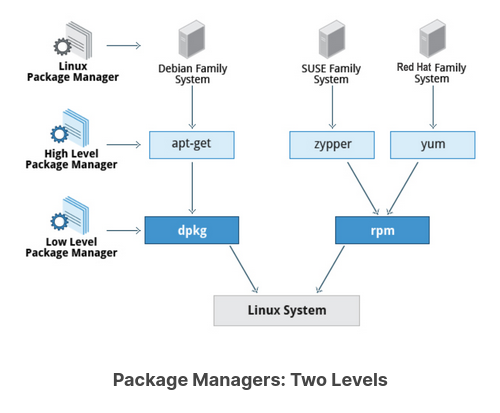 Linux
Package Manager
Debian Family
System
SUSE Family
System
Red Hat Family
System
High Level
Package Manager
apt-get
zypper
yum
Low Level
Package Manager
dpkg
rpm
Linux System
Package Managers: Two Levels